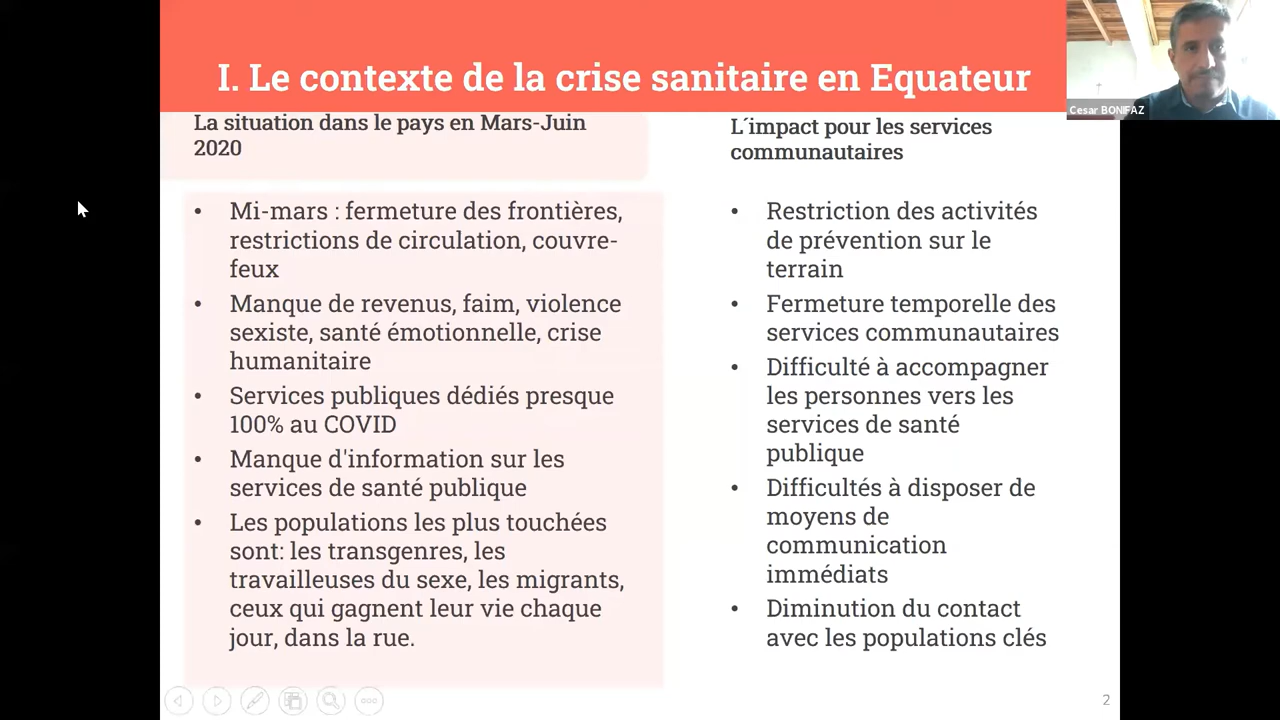 I. Le contexte de la crise sanitaire en Equateur
Cesar BONIFAZ
La situation dans le pays en Mars-Juin
2020
• Mi-mars : fermeture des frontières,
restrictions de circulation, couvre-
feux
• Manque de revenus, faim, violence
sexiste, santé émotionnelle, crise
humanitaire
• Services publiques dédiés presque
100% au COVID
• Manque d'information sur les
services de santé publique
• Les populations les plus touchées
sont: les transgenres, les
travailleuses du sexe, les migrants,
ceux qui gagnent leur vie chaque
jour, dans la rue.
L´impact pour les services
communautaires
• Restriction des activités
de prévention sur le
terrain
• Fermeture temporelle des
services communautaires
• Difficulté à accompagner
les personnes vers les
services de santé
publique
• Difficultés à disposer de
moyens de
communication
immédiats
• Diminution du contact
avec les populations clés
2